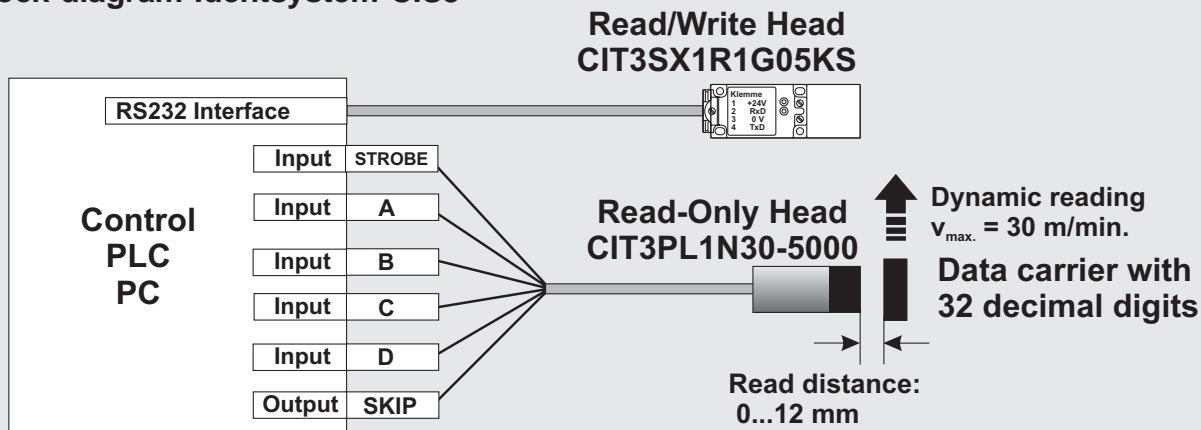 Read/Write Head
CIT3SX1R1G05KS
RS232 Interface
Klemme
1 +24V
2 RxD
3 0 V
4 TxD
Input STROBE
Input A
Input B
Input C
Input D
Output SKIP
Control
PLC
PC
Read-Only Head
CIT3PL1N30-5000
Dynamic reading
vmax. = 30 m/min.
Data carrier with
32 decimal digits
Read distance:
0...12 mm